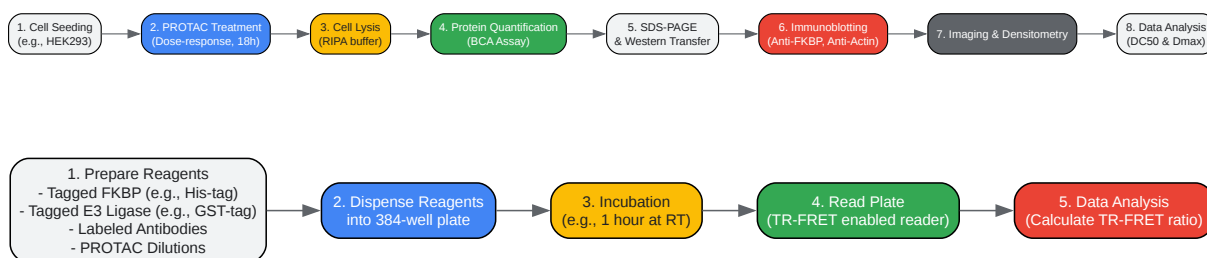 1. Cell Seeding
(e.g., HEK293)
2. PROTAC Treatment
(Dose-response, 18h)
3. Cell Lysis
(RIPA buffer)
4. Protein Quantification
(BCA Assay)
5. SDS-PAGE
& Western Transfer
6. Immunoblotting
(Anti-FKBP, Anti-Actin)
7. Imaging & Densitometry
8. Data Analysis
(DC50 & Dmax)
1. Prepare Reagents
- Tagged FKBP (e.g., His-tag)
- Tagged E3 Ligase (e.g., GST-tag)
- Labeled Antibodies
- PROTAC Dilutions
2. Dispense Reagents
into 384-well plate
3. Incubation
(e.g., 1 hour at RT)
4. Read Plate
(TR-FRET enabled reader)
5. Data Analysis
(Calculate TR-FRET ratio)